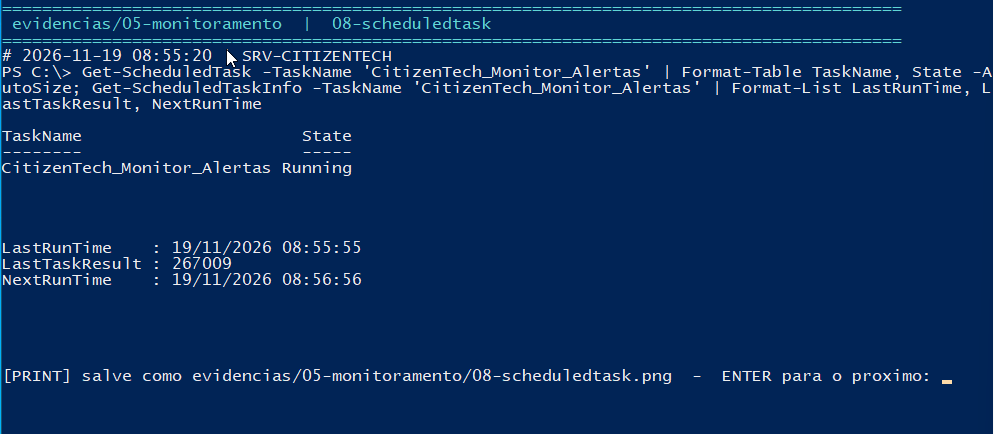 ================================================================================
evidencias/05-monitoramento | 08-scheduledtask
================================================================================
# 2026-11-19 08:55:20 SRV-CITIZENTECH
PS C:\> Get-ScheduledTask -TaskName 'CitizenTech_Monitor_Alertas' | Format-Table TaskName, State -A
utoSize; Get-ScheduledTaskInfo -TaskName 'CitizenTech_Monitor_Alertas' | Format-List LastRunTime, L
astTaskResult, NextRunTime
TaskName State
-------- -----
CitizenTech_Monitor_Alertas Running
LastRunTime : 19/11/2026 08:55:55
LastTaskResult : 267009
NextRunTime : 19/11/2026 08:56:56
[PRINT] salve como evidencias/05-monitoramento/08-scheduledtask.png - ENTER para o proximo: _